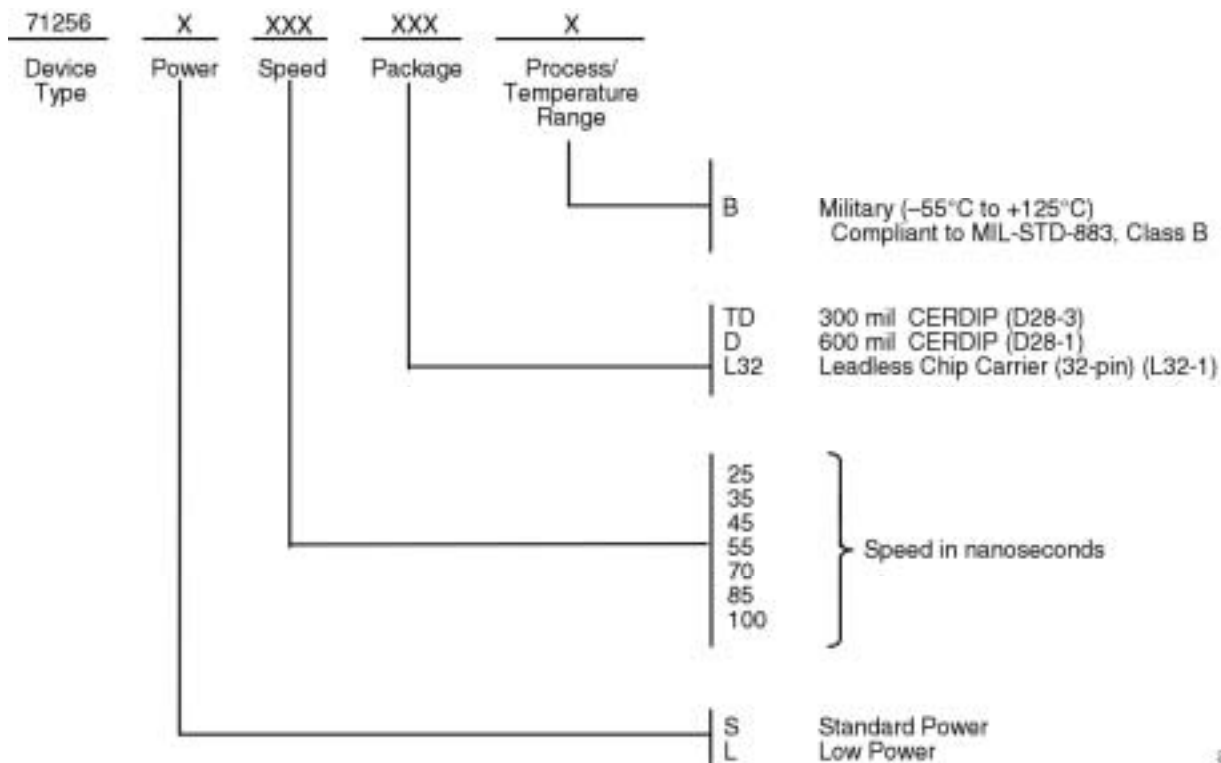 71256 X XXX XXX X
Device Type
Power
Speed
Package
Process/
Temperature
Range
B Military (–55°C to +125°C)
Compliant to MIL-STD-883, Class B
TD 300 mil CERDIP (D28-3)
D 600 mil CERDIP (D28-1)
L32 Leadless Chip Carrier (32-pin) (L32-1)
25
35
45
55
70
85
100
Speed in nanoseconds
S Standard Power
L Low Power